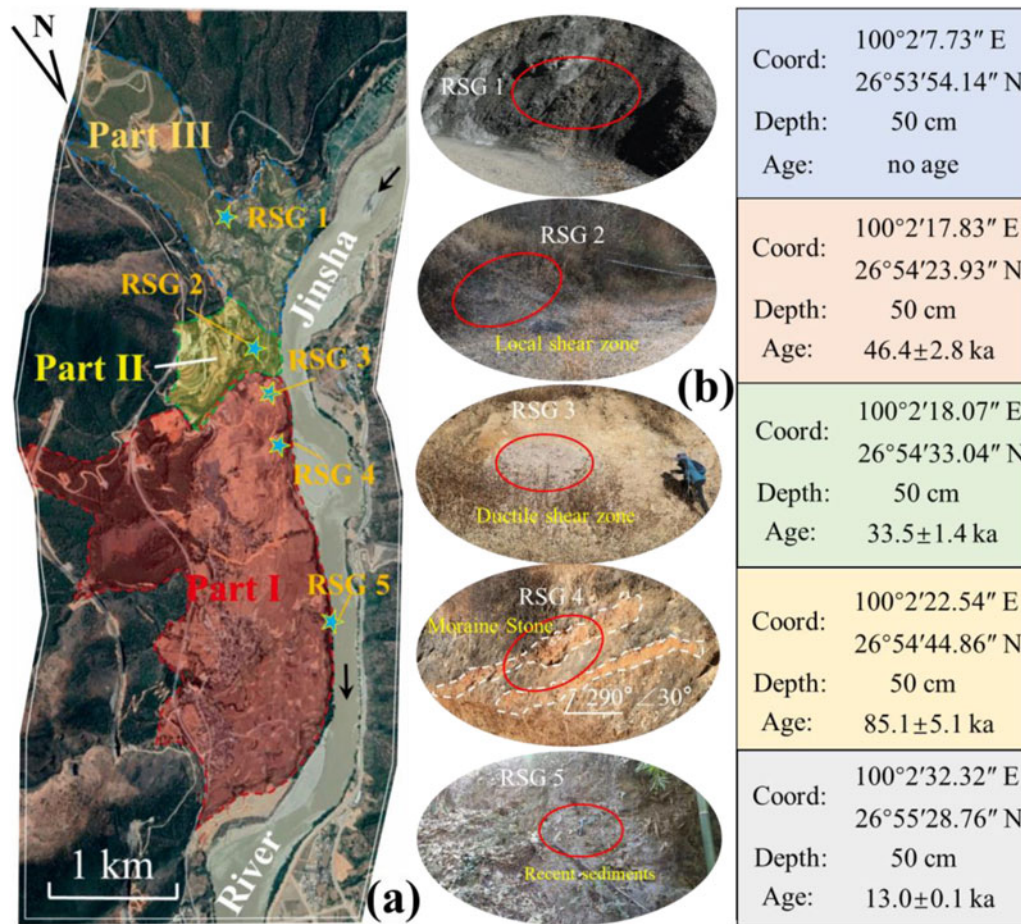 N
Part III
RSG 1
RSG 2
RSG 3
Part II
RSG 4
Part I
RSG 5
Jinsha
River
1 km
(a)
RSG 1
RSG 2
Local shear zone
(b)
RSG 3
Ductile shear zone
RSG 4
Moraine Stone
290° ∠30°
RSG 5
Recent sediments
Coord: 100°2′7.73″ E
26°53′54.14″ N
Depth: 50 cm
Age: no age
Coord: 100°2′17.83″ E
26°54′23.93″ N
Depth: 50 cm
Age: 46.4±2.8 ka
Coord: 100°2′18.07″ E
26°54′33.04″ N
Depth: 50 cm
Age: 33.5±1.4 ka
Coord: 100°2′22.54″ E
26°54′44.86″ N
Depth: 50 cm
Age: 85.1±5.1 ka
Coord: 100°2′32.32″ E
26°55′28.76″ N
Depth: 50 cm
Age: 13.0±0.1 ka